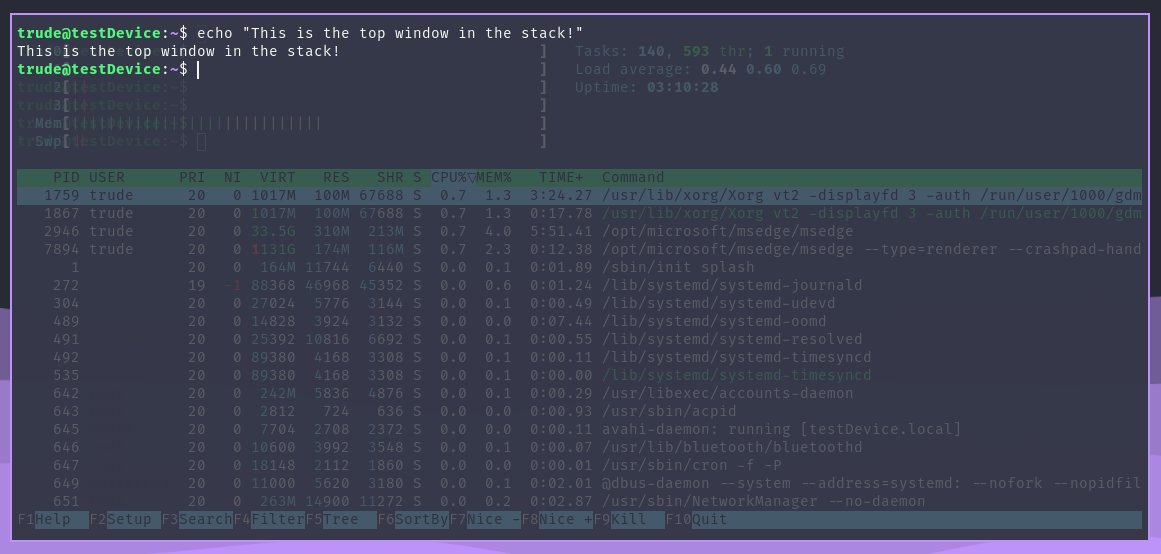 trude@testDevice:~$ echo "This is the top window in the stack!"
This is the top window in the stack!
trude@testDevice:~$
Tasks: 140, 593 thr; 1 running
Load average: 0.44 0.60 0.69
Uptime: 03:10:28
trude@testDevice:~$
trude@testDevice:~$
trude@testDevice:~$
trude@testDevice:~$
Mem[
Swp[
PID USER PRI NI VIRT RES SHR S CPU%▽MEM% TIME+ Command
1759 trude 20 0 1017M 100M 67688 S 0.7 1.3 3:24.27 /usr/lib/xorg/Xorg vt2 -displayfd 3 -auth /run/user/1000/gdm
1867 trude 20 0 1017M 100M 67688 S 0.7 1.3 0:17.78 /usr/lib/xorg/Xorg vt2 -displayfd 3 -auth /run/user/1000/gdm
2946 trude 20 0 33.5G 310M 213M S 0.7 4.0 5:51.41 /opt/microsoft/msedge/msedge
7894 trude 20 0 1131G 174M 116M S 0.7 2.3 0:12.38 /opt/microsoft/msedge/msedge --type=renderer --crashpad-hand
1 20 0 164M 11744 6440 S 0.0 0.1 0:01.89 /sbin/init splash
272 19 -1 88368 46968 45352 S 0.0 0.6 0:01.24 /lib/systemd/systemd-journald
304 20 0 27024 5776 3144 S 0.0 0.1 0:00.49 /lib/systemd/systemd-udevd
489 20 0 14828 3924 3132 S 0.0 0.0 0:07.44 /lib/systemd/systemd-oomd
491 20 0 25392 10816 6692 S 0.0 0.1 0:00.55 /lib/systemd/systemd-resolved
492 20 0 89380 4168 3308 S 0.0 0.1 0:00.11 /lib/systemd/systemd-timesyncd
535 20 0 89380 4168 3308 S 0.0 0.1 0:00.00 /lib/systemd/systemd-timesyncd
642 20 0 242M 5836 4876 S 0.0 0.1 0:00.29 /usr/libexec/accounts-daemon
643 20 0 2812 724 636 S 0.0 0.0 0:00.93 /usr/sbin/acpid
645 20 0 7704 2708 2372 S 0.0 0.0 0:00.11 avahi-daemon: running [testDevice.local]
646 20 0 10600 3992 3548 S 0.0 0.1 0:00.07 /usr/lib/bluetooth/bluetoothd
647 20 0 18148 2112 1860 S 0.0 0.0 0:00.01 /usr/sbin/cron -f -P
649 20 0 11000 5620 3180 S 0.0 0.1 0:02.01 @dbus-daemon --system --address=systemd: --nofork --nopidfil
651 20 0 263M 14900 11272 S 0.0 0.2 0:02.87 /usr/sbin/NetworkManager --no-daemon
F1Help F2Setup F3SearchF4FilterF5Tree F6SortByF7Nice -F8Nice +F9Kill F10Quit